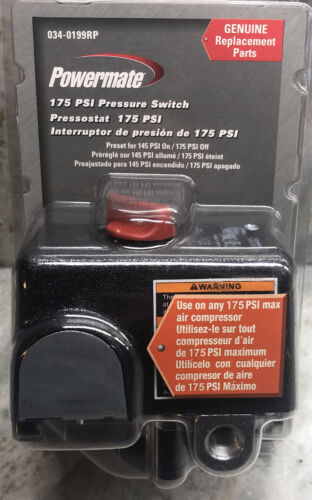 034-0199RP
GENUINE
Replacement
Parts
Powermate
175 PSI Pressure Switch
Pressostat 175 PSI
Interruptor de presión de 175 PSI
Preset for 145 PSI On / 175 PSI Off
Préréglé sur 145 PSI allumé / 175 PSI éteint
Preajustado para 145 PSI encendido / 175 PSI apagado
WARNING
Use on any 175 PSI max
air compressor
Utilisez-le sur tout
compresseur d'air
de 175 PSI maximum
Utilícelo con cualquier
compresor de aire
de 175 PSI Máximo